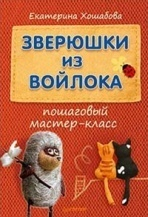 Екатерина Хошабова
ЗВЕРЮШКИ
ИЗ
ВОЙЛОКА
пошаговый
мастер-класс